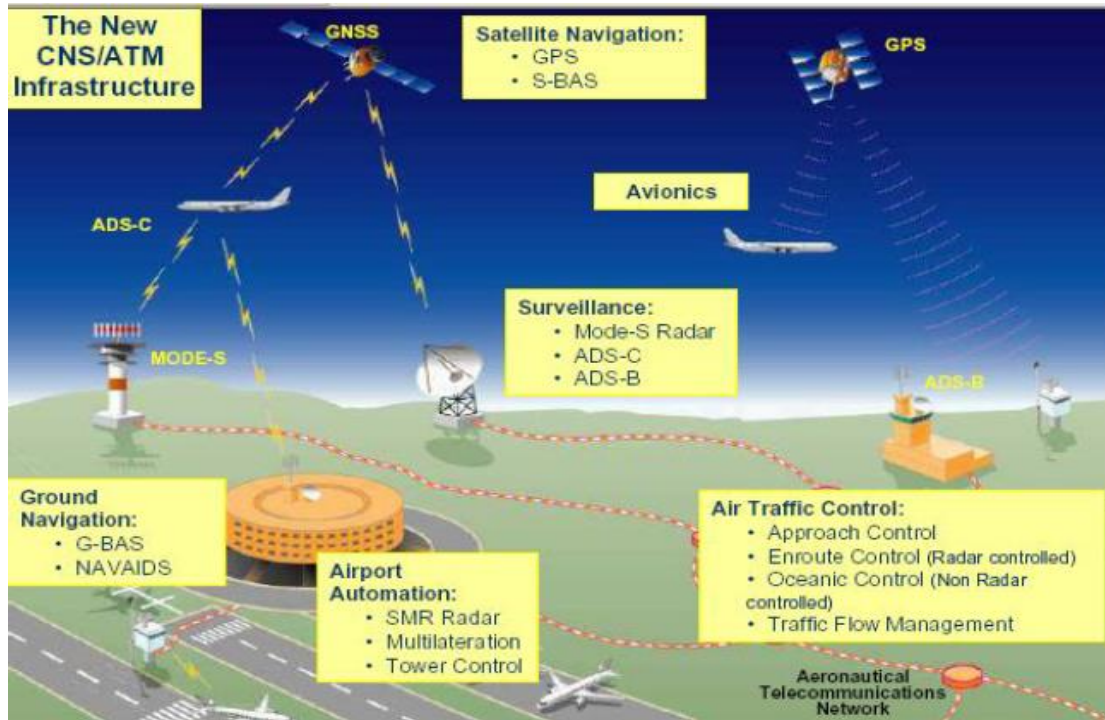 The New
CNS/ATM
Infrastructure
GNSS
Satellite Navigation:
• GPS
• S-BAS
GPS
Avionics
ADS-C
Surveillance:
• Mode-S Radar
• ADS-C
• ADS-B
MODE-S
ADS-B
Ground
Navigation:
• G-BAS
• NAVAIDS
Airport
Automation:
• SMR Radar
• Multilateration
• Tower Control
Air Traffic Control:
• Approach Control
• Enroute Control (Radar controlled)
• Oceanic Control (Non Radar
controlled)
• Traffic Flow Management
Aeronautical
Telecommunications
Network